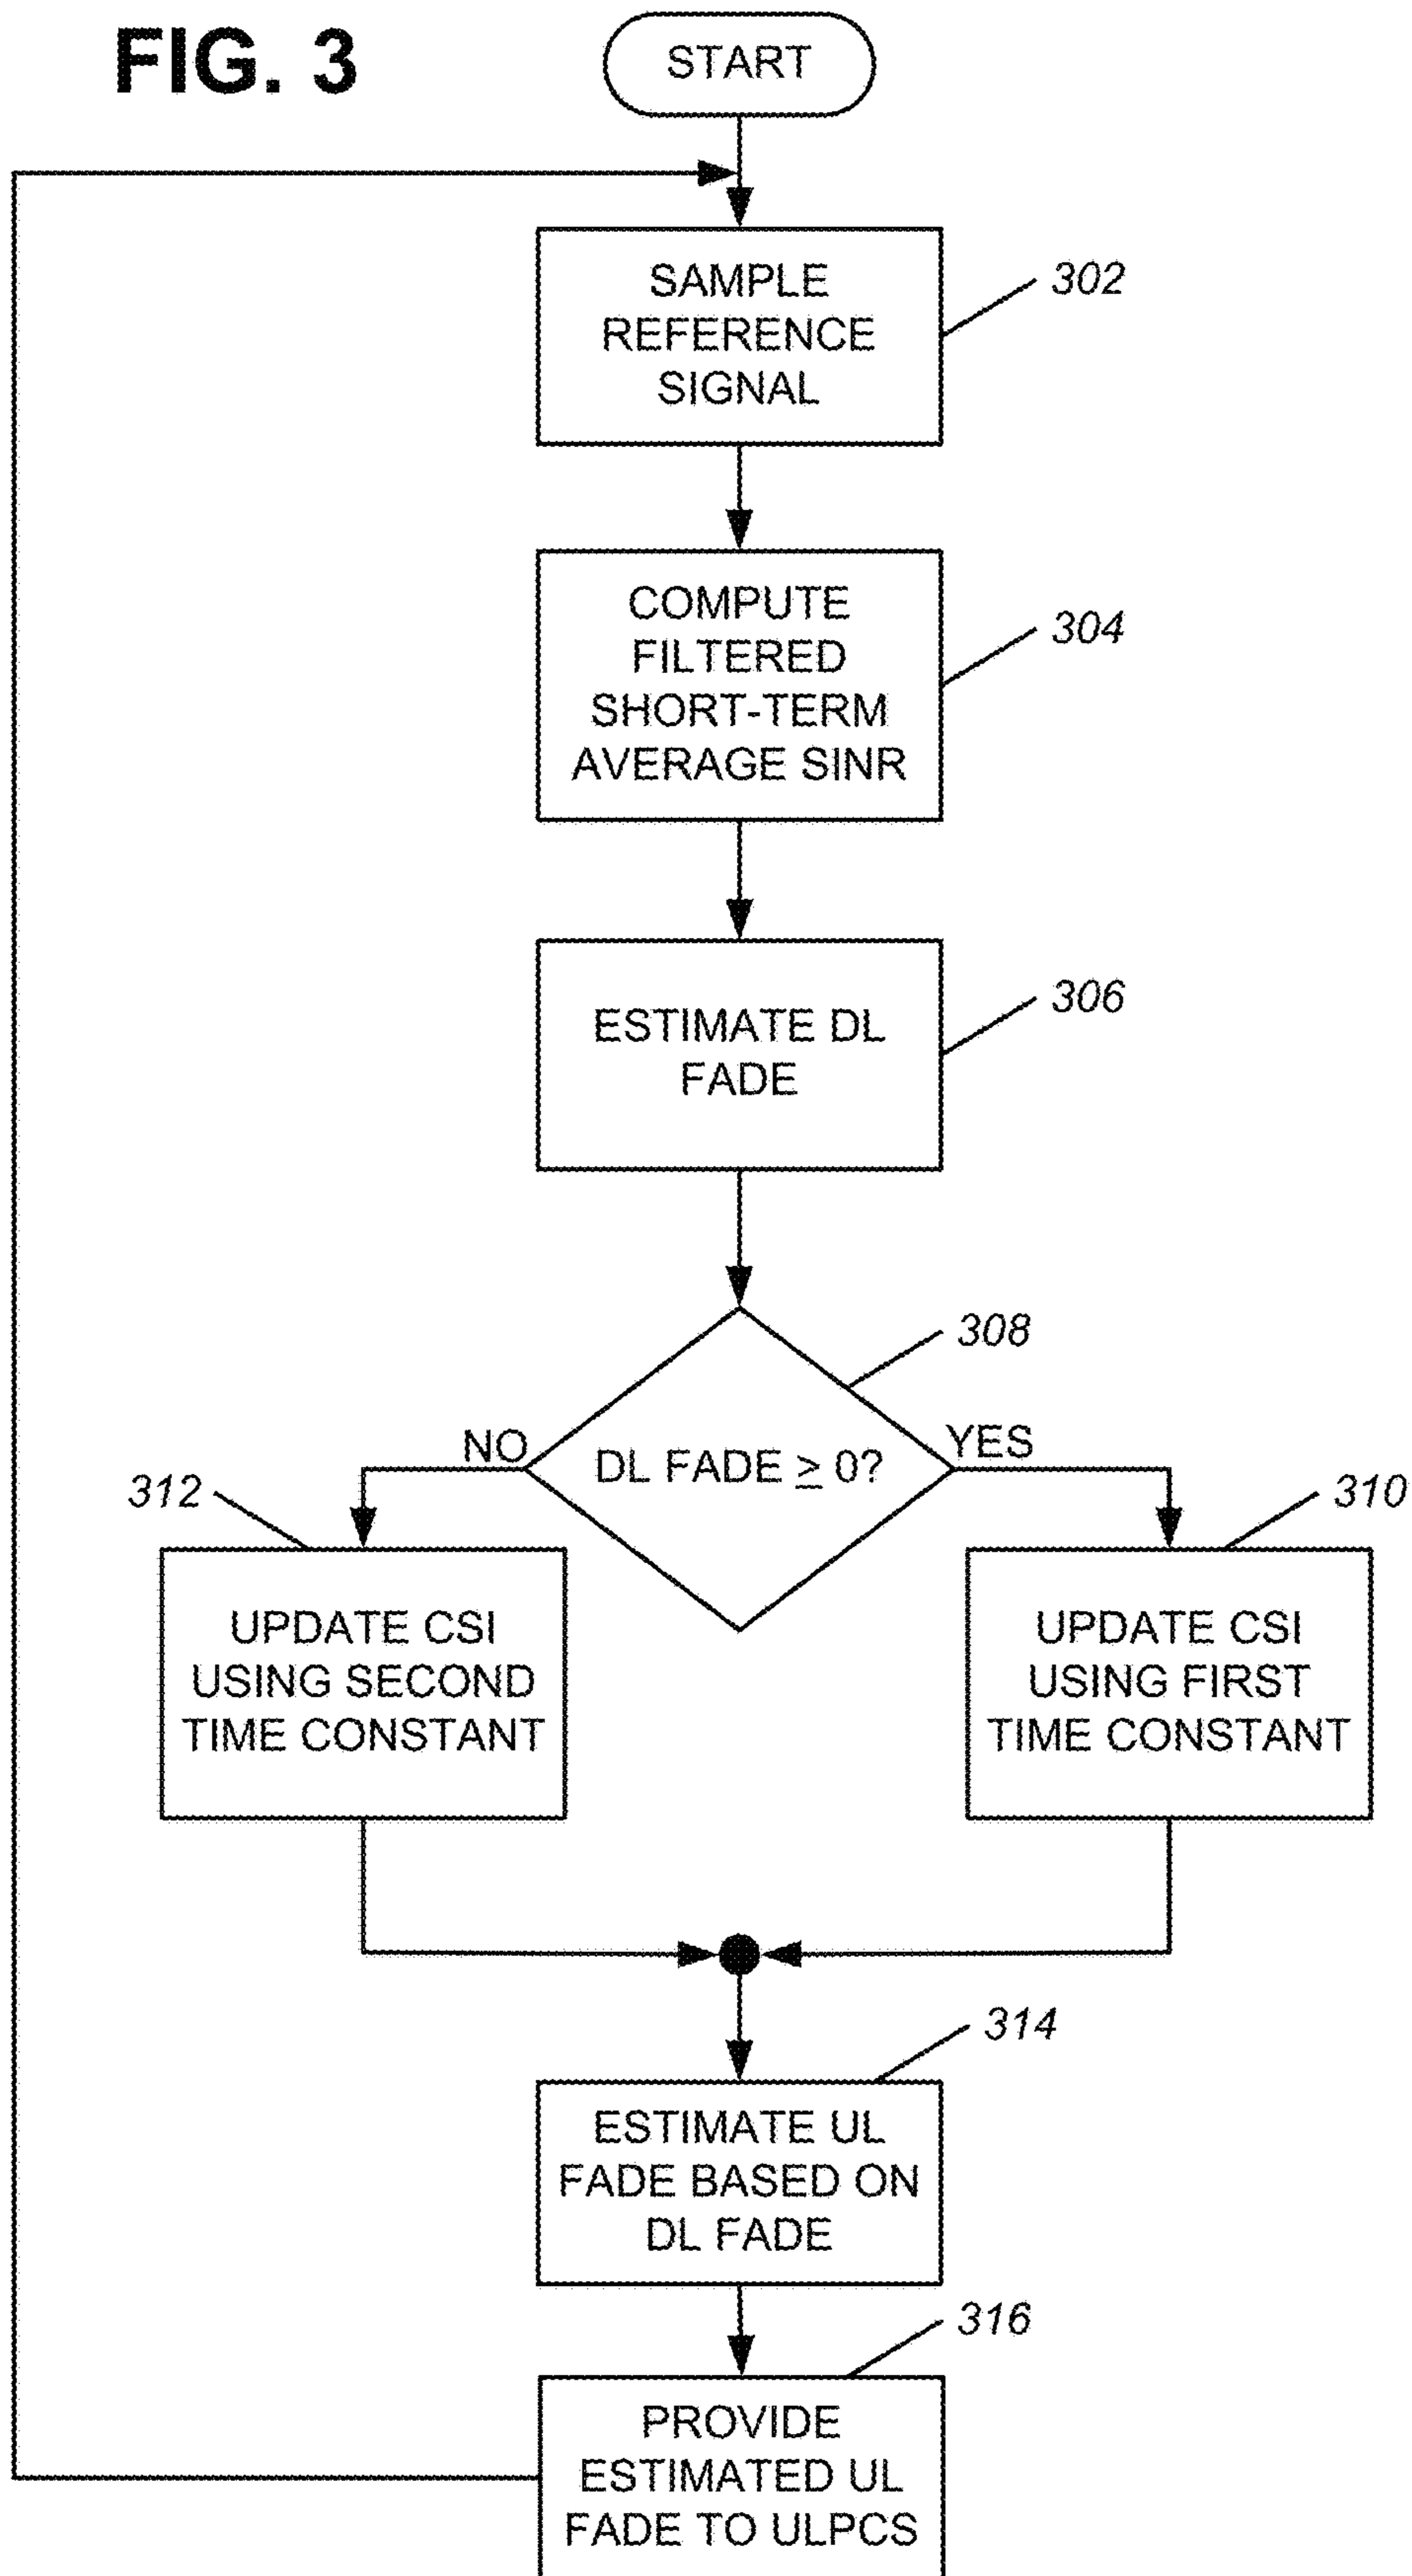 FIG. 3
START
SAMPLE
REFERENCE
SIGNAL
302
COMPUTE
FILTERED
SHORT-TERM
AVERAGE SINR
304
ESTIMATE DL
FADE
306
308
NO
DL FADE ≥ 0?
YES
312
310
UPDATE CSI
USING SECOND
TIME CONSTANT
UPDATE CSI
USING FIRST
TIME CONSTANT
314
ESTIMATE UL
FADE BASED ON
DL FADE
316
PROVIDE
ESTIMATED UL
FADE TO ULPCS